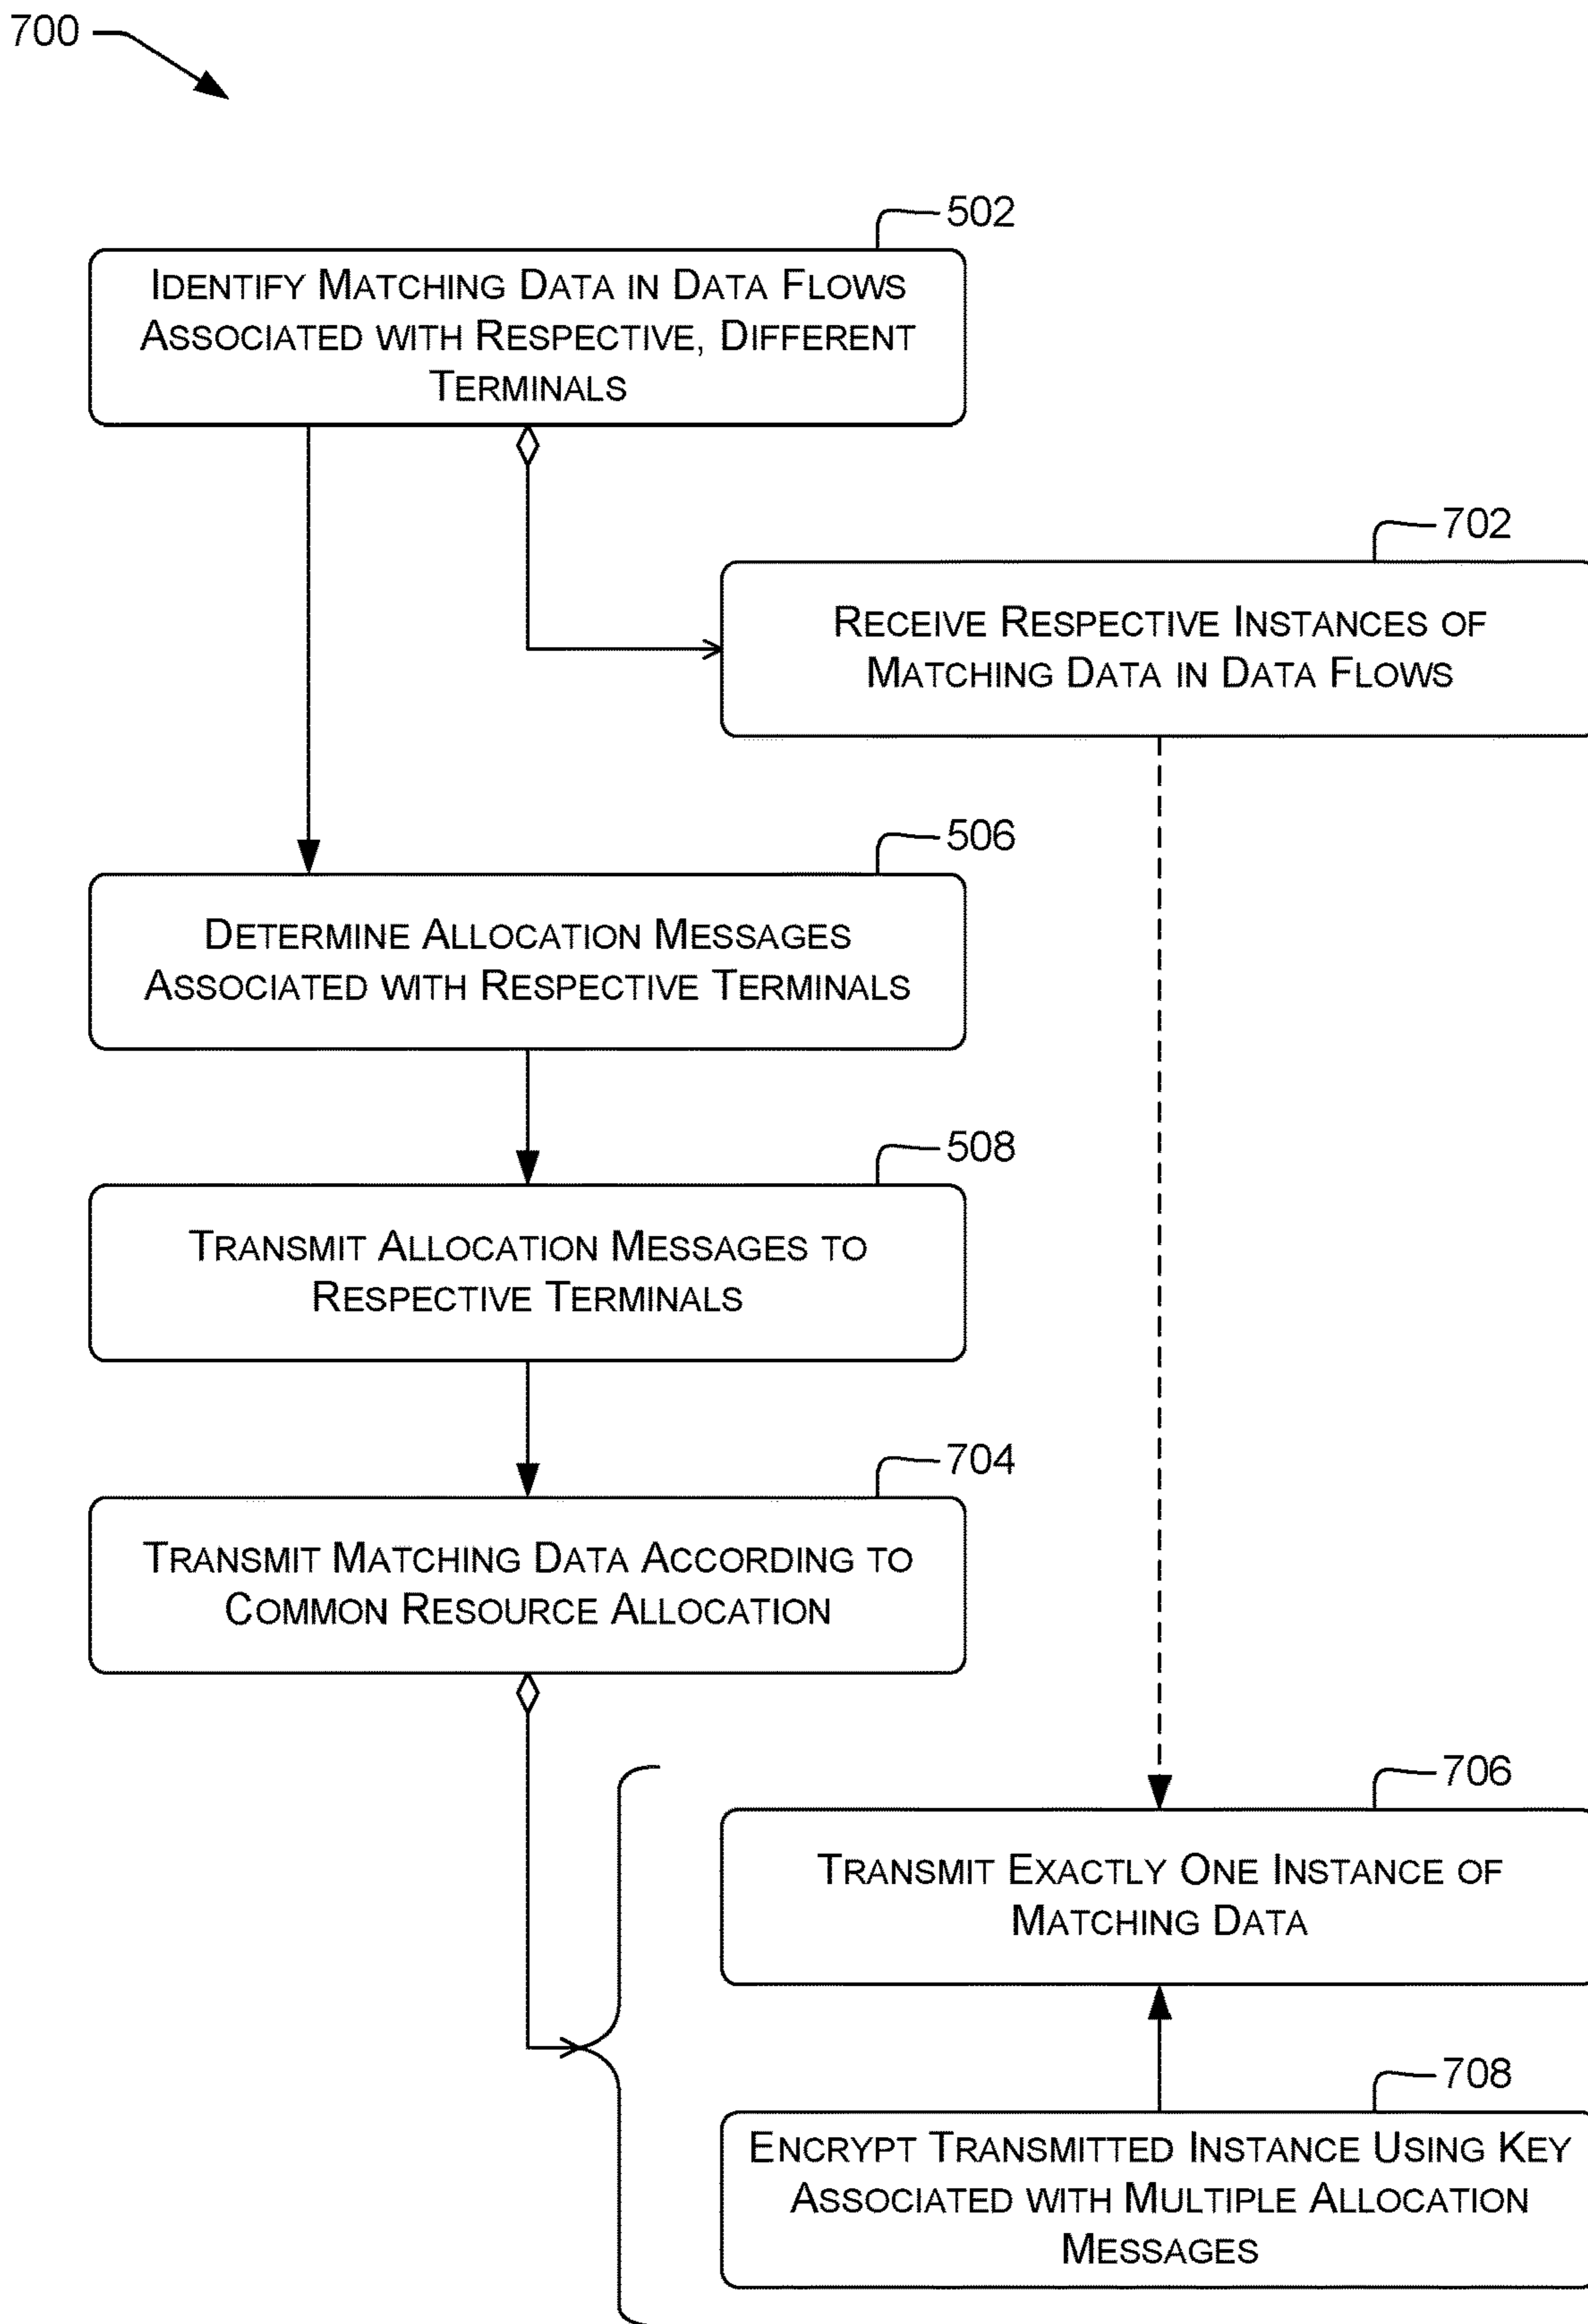 700
502
IDENTIFY MATCHING DATA IN DATA FLOWS
ASSOCIATED WITH RESPECTIVE, DIFFERENT
TERMINALS
702
RECEIVE RESPECTIVE INSTANCES OF
MATCHING DATA IN DATA FLOWS
506
DETERMINE ALLOCATION MESSAGES
ASSOCIATED WITH RESPECTIVE TERMINALS
508
TRANSMIT ALLOCATION MESSAGES TO
RESPECTIVE TERMINALS
704
TRANSMIT MATCHING DATA ACCORDING TO
COMMON RESOURCE ALLOCATION
706
TRANSMIT EXACTLY ONE INSTANCE OF
MATCHING DATA
708
ENCRYPT TRANSMITTED INSTANCE USING KEY
ASSOCIATED WITH MULTIPLE ALLOCATION
MESSAGES